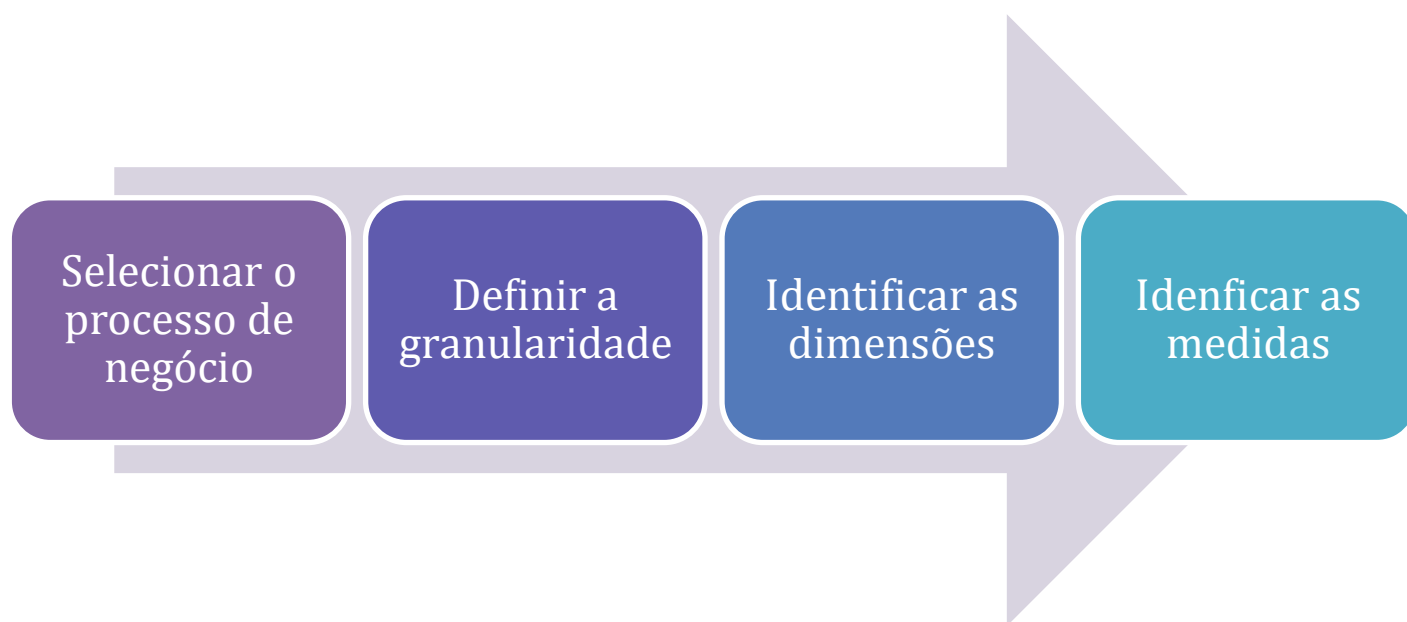 Selecionar o
processo de
negócio
Definir a
granularidade
Identificar as
dimensões
Idenficar as
medidas